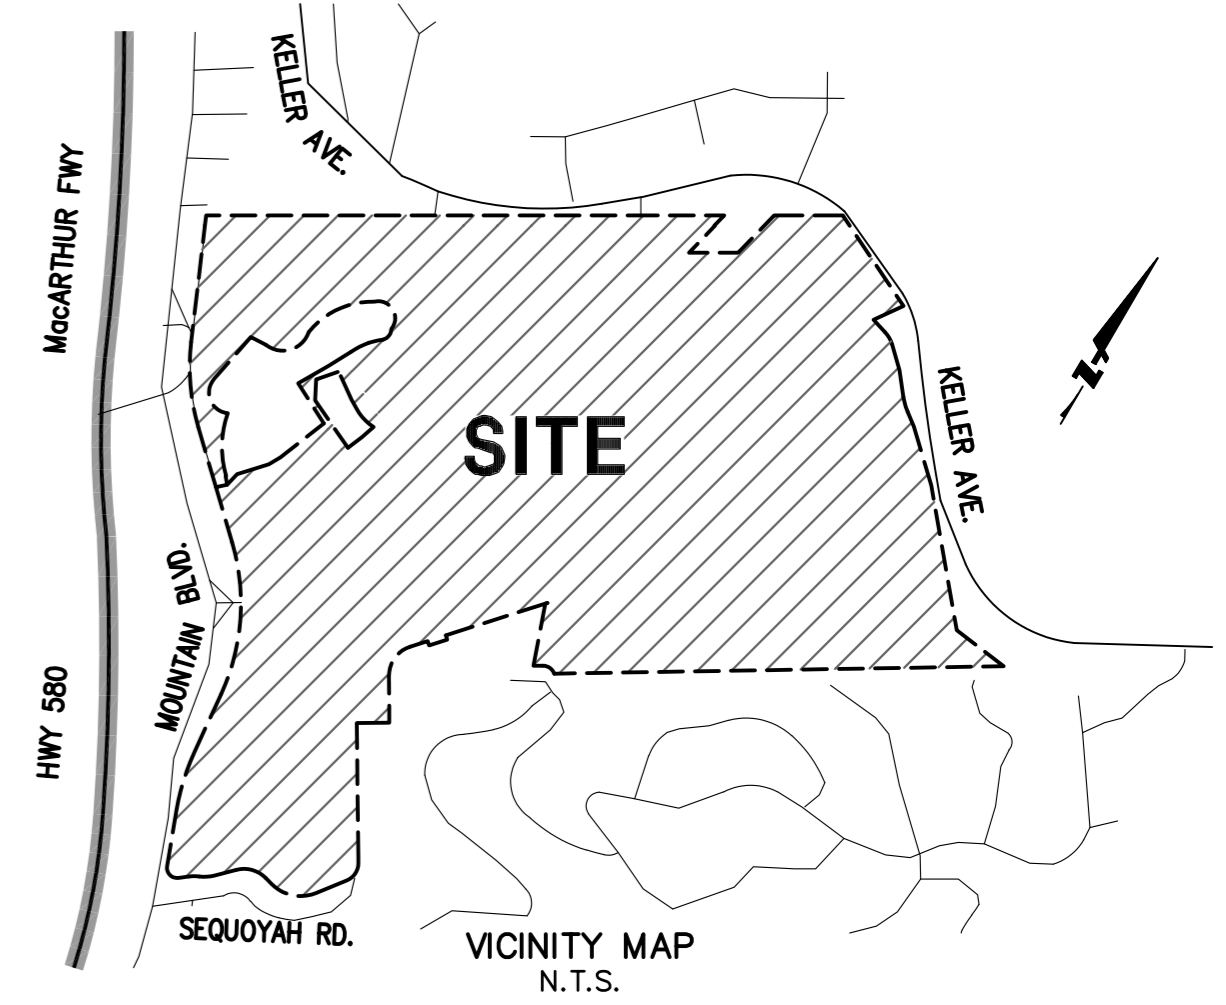 KELLER AVE.
MacARTHUR FWY
SITE
N
KELLER AVE.
MOUNTAIN BLVD.
HWY 580
SEQUOYAH RD.
VICINITY MAP
N.T.S.